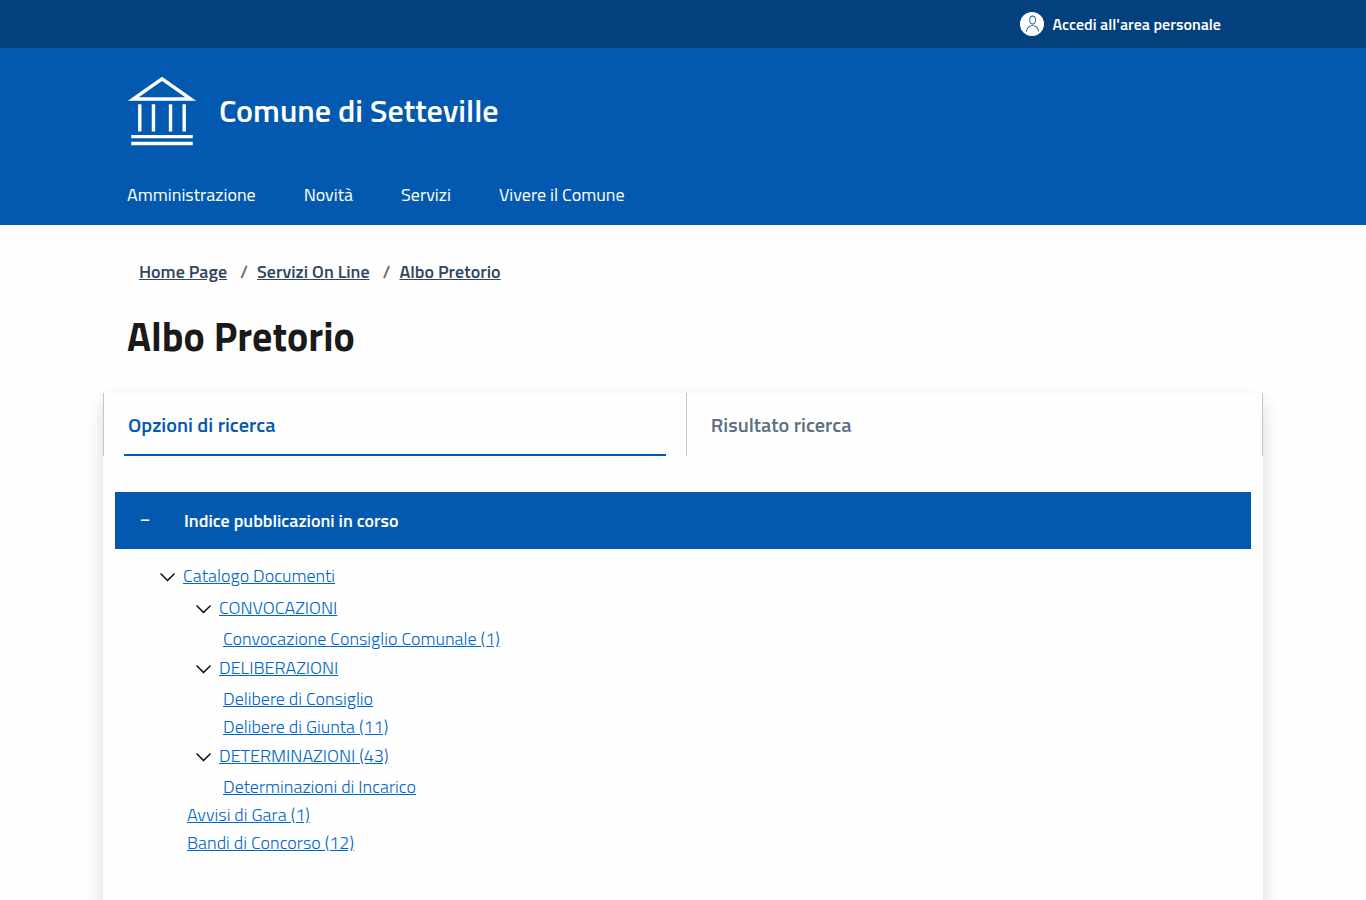 Accedi all'area personale
Comune di Setteville
Amministrazione Novità Servizi Vivere il Comune
Home Page / Servizi On Line / Albo Pretorio
Albo Pretorio
Opzioni di ricerca Risultato ricerca
− Indice pubblicazioni in corso
Catalogo Documenti
CONVOCAZIONI
Convocazione Consiglio Comunale (1)
DELIBERAZIONI
Delibere di Consiglio
Delibere di Giunta (11)
DETERMINAZIONI (43)
Determinazioni di Incarico
Avvisi di Gara (1)
Bandi di Concorso (12)